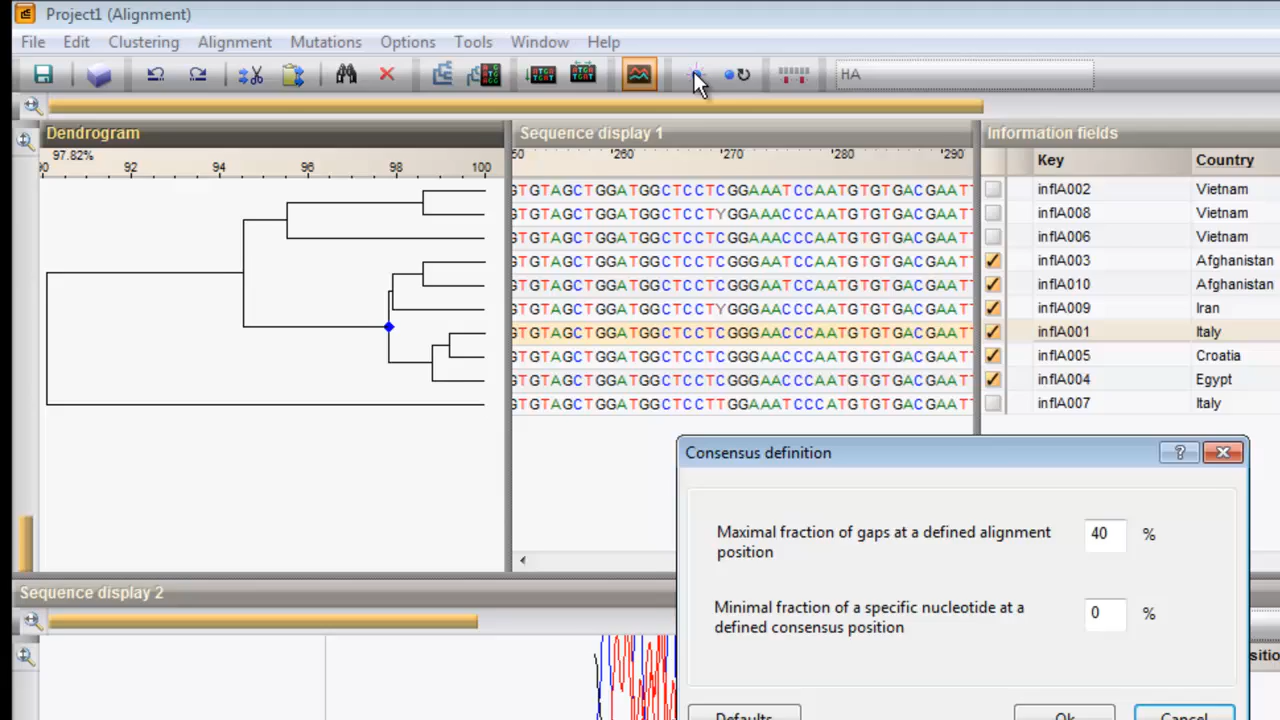 Project1 (Alignment)
File Edit Clustering Alignment Mutations Options Tools Window Help
HA
Dendrogram
Sequence display 1
Information fields
97.82%
92 94 96 98 100
'260 '270 '280 '290
Key Country
GTGTAGCTGGATGGCTCCTCGGAAATCCAATGTGTGACGAAT inflA002 Vietnam
GTGTAGCTGGATGGCTCCTYGGAAACCCAATGTGTGACGAAT inflA008 Vietnam
GTGTAGCTGGATGGCTCCTCGGAAACCCAATGTGTGACGAAT inflA006 Vietnam
GTGTAGCTGGATGGCTCCTCGGGAATCCAATGTGTGACGAAT inflA003 Afghanistan
GTGTAGCTGGATGGCTCCTCGGGAACCCAATGTGTGACGAAT inflA010 Afghanistan
GTGTAGCTGGATGGCTCCTYGGGAACCCAATGTGTGACGAAT inflA009 Iran
GTGTAGCTGGATGGCTCCTCGGGAACCCAATGTGTGACGAAT inflA001 Italy
GTGTAGCTGGATGGCTCCTCGGGAACCCAATGTGTGACGAAT inflA005 Croatia
GTGTAGCTGGATGGCTCCTCGGGAACCCAATGTGTGACGAAT inflA004 Egypt
GTGTAGCTGGATGGCTCCTTGGAAATCCCATGTGTGACGAAT inflA007 Italy
Consensus definition
Maximal fraction of gaps at a defined alignment
position
40 %
Minimal fraction of a specific nucleotide at a
defined consensus position
0 %
Defaults Ok Cancel
Sequence display 2